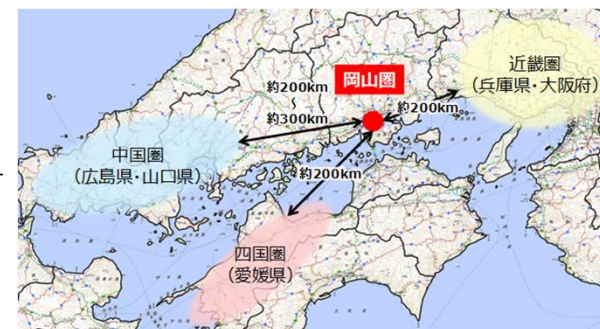 近畿圏
(兵庫県・大阪府)
岡山圏
約200km
～
約300km
約200km
中国圏
(広島県・山口県)
約200km
四国圏
(愛媛県)